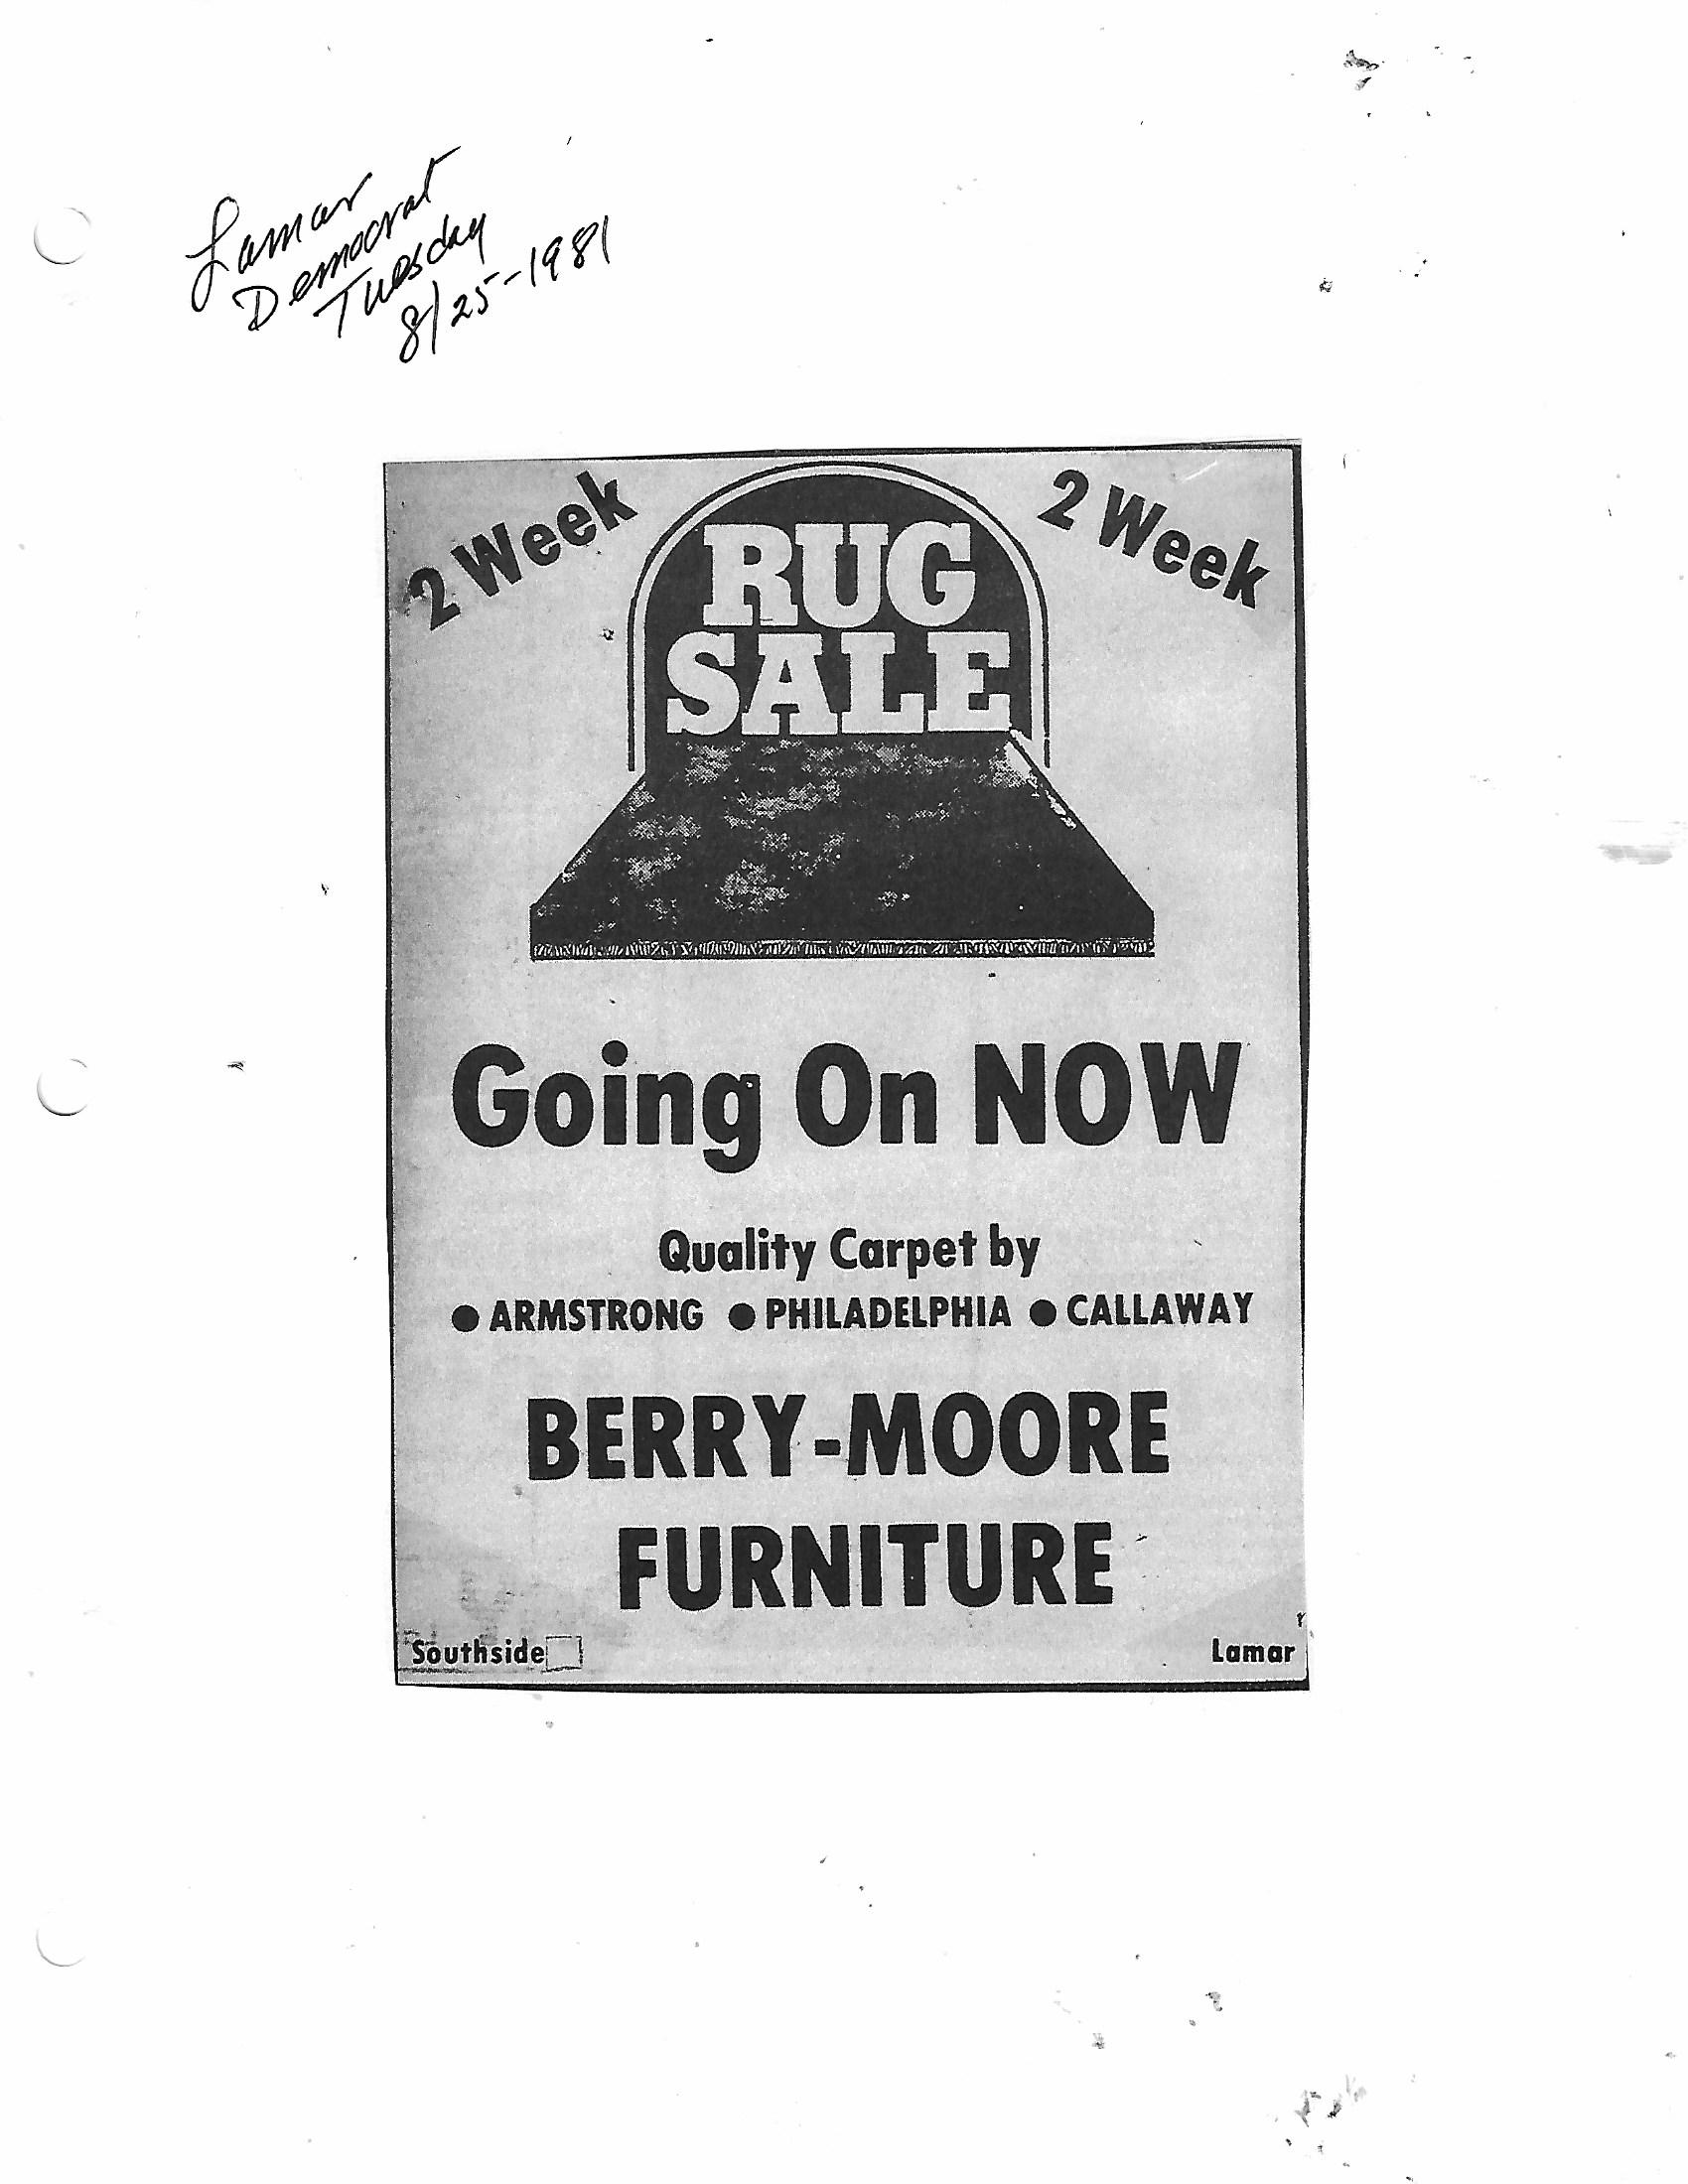 Lamar
Democrat
Tuesday
8/25-1981
2 Week
2 Week
RUG
SALE
Going On NOW
Quality Carpet by
● ARMSTRONG ● PHILADELPHIA ● CALLAWAY
BERRY-MOORE
FURNITURE
Southside Lamar